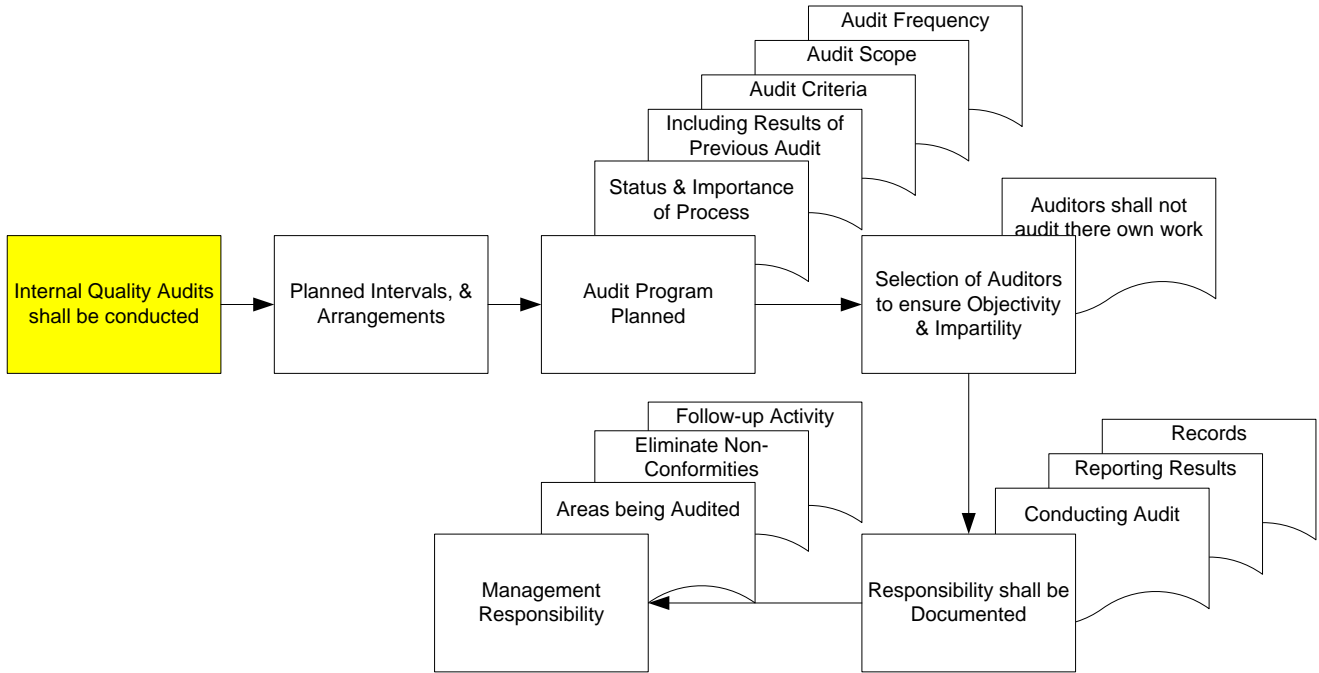 Audit Frequency
Audit Scope
Audit Criteria
Including Results of
Previous Audit
Status & Importance
of Process
Auditors shall not
audit there own work
Internal Quality Audits
shall be conducted
Planned Intervals, &
Arrangements
Audit Program
Planned
Selection of Auditors
to ensure Objectivity
& Impartility
Follow-up Activity
Eliminate Non-
Conformities
Areas being Audited
Management
Responsibility
Records
Reporting Results
Conducting Audit
Responsibility shall be
Documented